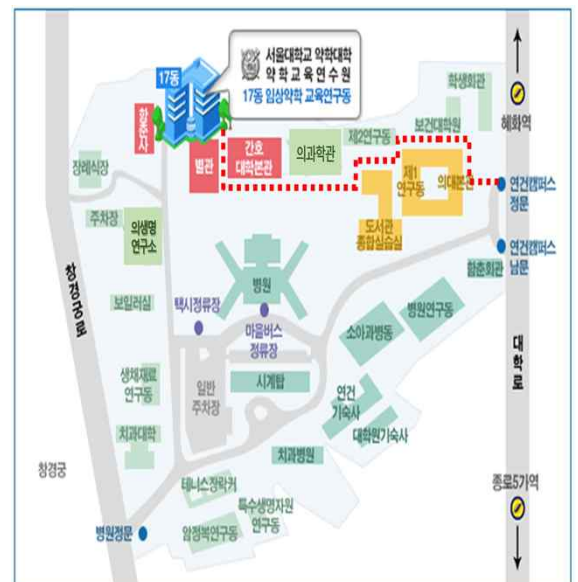 서울대학교 약학대학
약 학 교 육 연 수 원
17동 임상약학 교육연구동
17동
학생회관
혜화역
보건대학원
함춘사
간호
대학본관
의과학관
제2연구동
별관
제1
연구동
의대본관
연건캠퍼스
정문
장례식장
주차장
의생명
연구소
도서관
종합실습실
연건캠퍼스
남문
함춘회관
창경궁로
병원
보일러실
택시정류장
마을버스
정류장
소아과병동
병원연구동
대학로
생체재료
연구동
일반
주차장
시계탑
연건
기숙사
대학원기숙사
치과대학
치과병원
창경궁
종로5가역
테니스장락커
특수생명자원
연구동
암정복연구동
병원정문